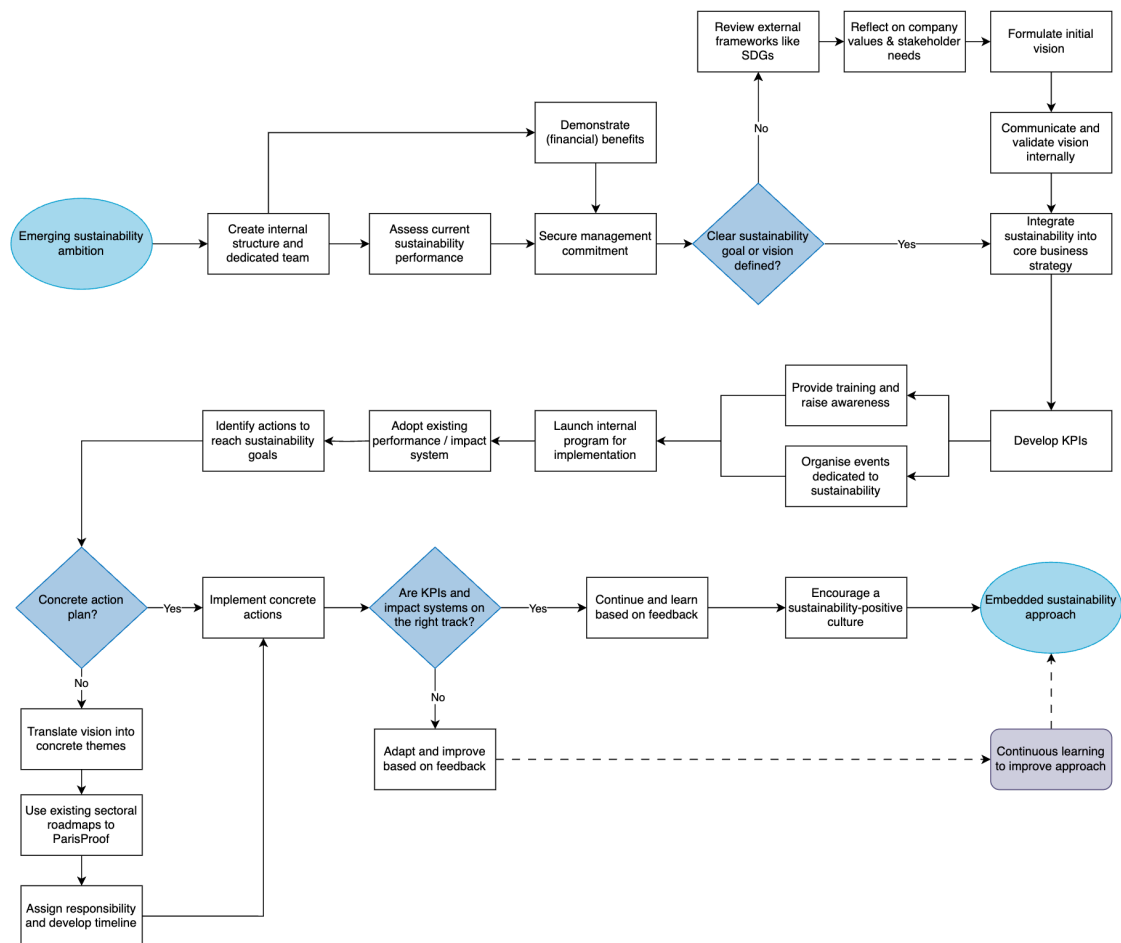 Review external
frameworks like
SDGs
Reflect on company
values & stakeholder
needs
Formulate initial
vision
No
Demonstrate
(financial) benefits
Communicate and
validate vision
internally
Emerging sustainability
ambition
Create internal
structure and
dedicated team
Assess current
sustainability
performance
Secure management
commitment
Clear sustainability
goal or vision
defined?
Yes
Integrate
sustainability into
core business
strategy
Develop KPIs
Provide training and
raise awareness
Organise events
dedicated to
sustainability
Launch internal
program for
implementation
Adopt existing
performance / impact
system
Identify actions to
reach sustainability
goals
Concrete action
plan?
Yes
Implement concrete
actions
Are KPIs and
impact systems on
the right track?
Yes
Continue and learn
based on feedback
Encourage a
sustainability-positive
culture
Embedded sustainability
approach
No
Translate vision into
concrete themes
Use existing sectoral
roadmaps to
ParisProof
Assign responsibility
and develop timeline
No
Adapt and improve
based on feedback
Continuous learning
to improve approach